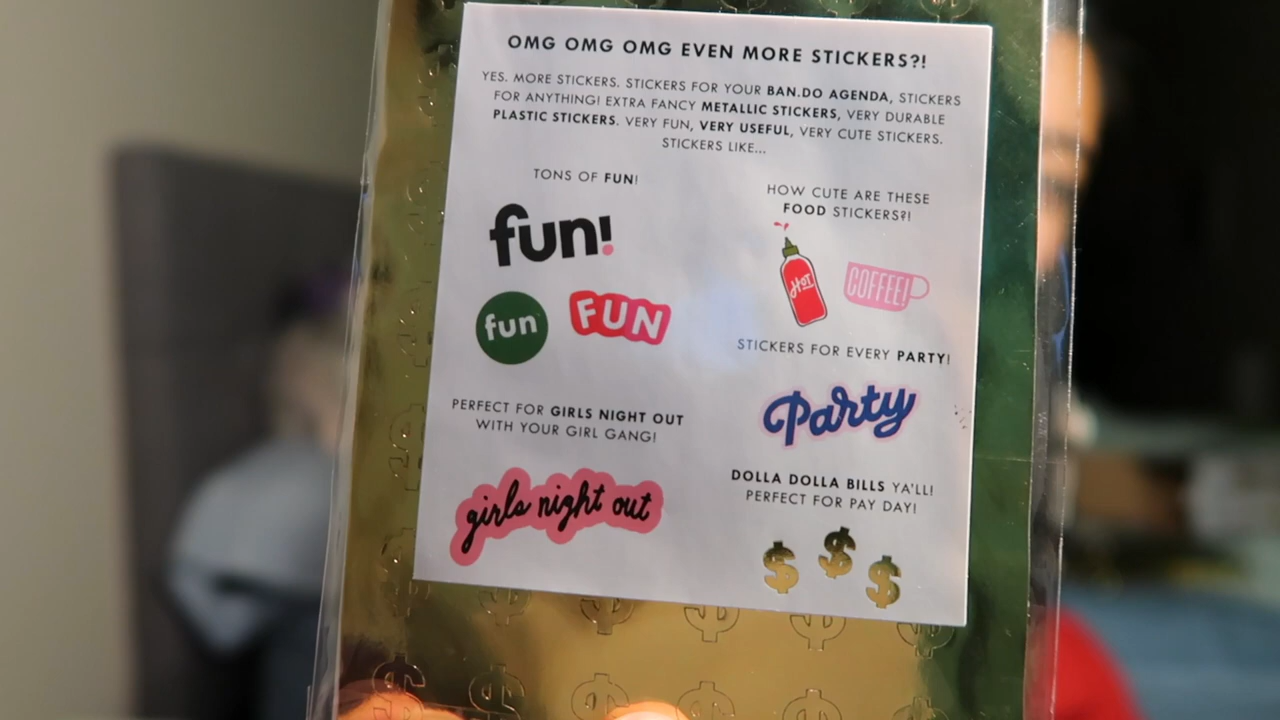 OMG OMG OMG EVEN MORE STICKERS?!
YES. MORE STICKERS. STICKERS FOR YOUR BAN.DO AGENDA, STICKERS
FOR ANYTHING! EXTRA FANCY METALLIC STICKERS, VERY DURABLE
PLASTIC STICKERS. VERY FUN, VERY USEFUL, VERY CUTE STICKERS.
STICKERS LIKE...
TONS OF FUN!
fun!
fun
FUN
PERFECT FOR GIRLS NIGHT OUT
WITH YOUR GIRL GANG!
girls night out
HOW CUTE ARE THESE
FOOD STICKERS?!
HOT
COFFEE!
STICKERS FOR EVERY PARTY!
Party
DOLLA DOLLA BILLS YA'LL!
PERFECT FOR PAY DAY!
$ $ $